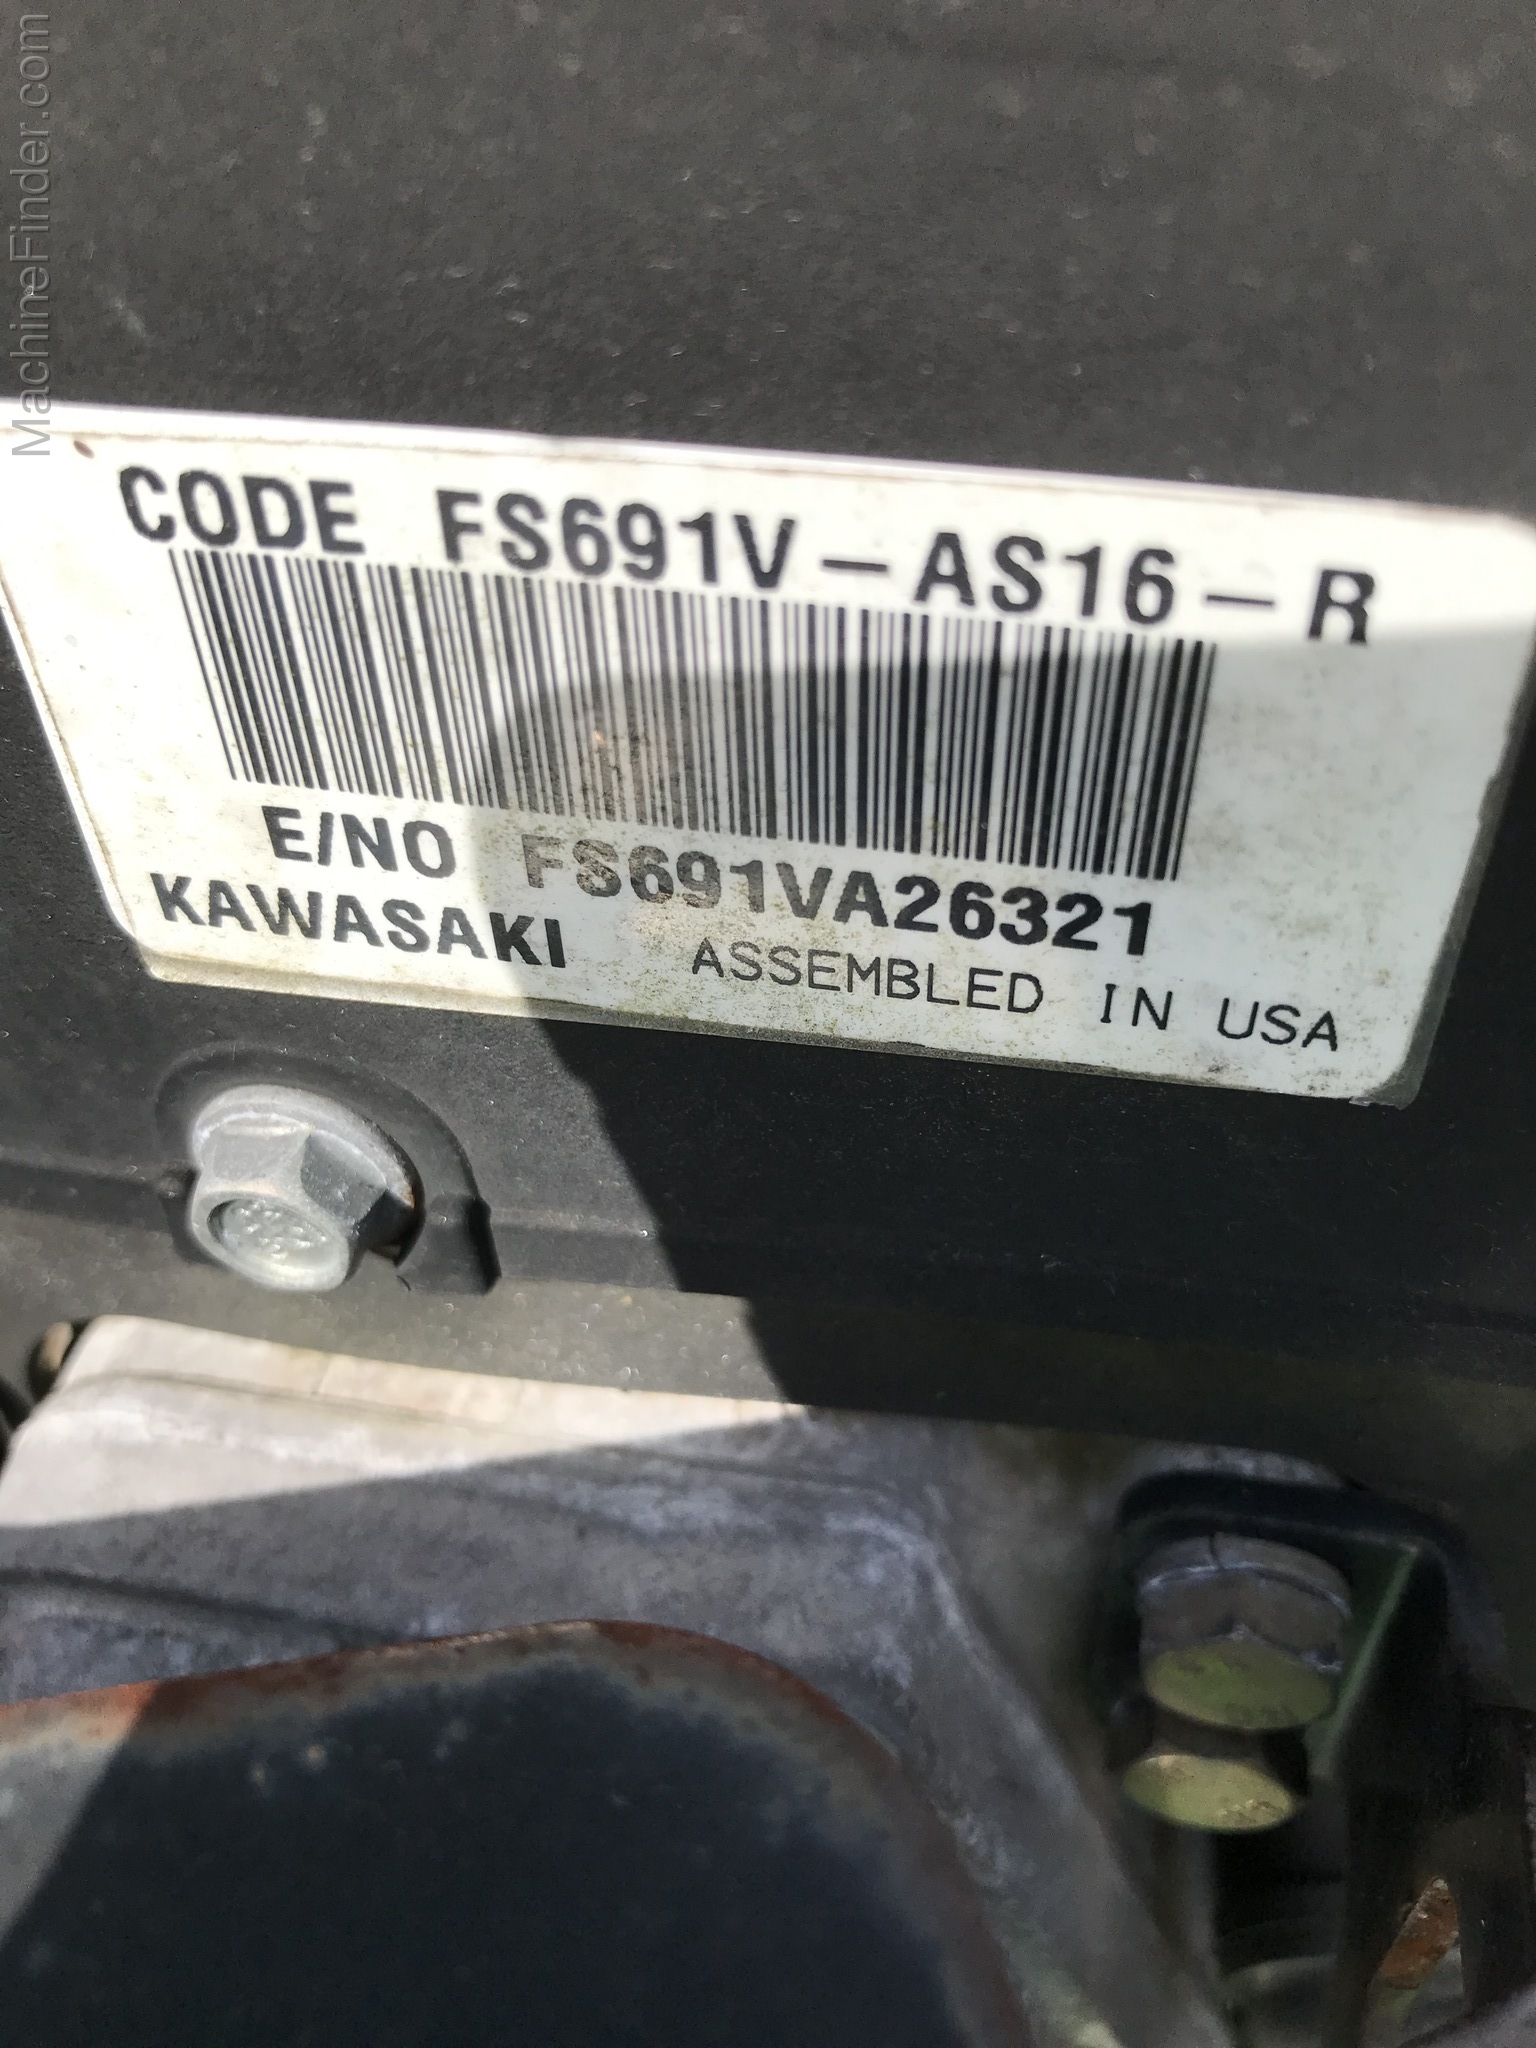 MachineFinder.com
CODE FS691V-AS16-R
E/NO FS691VA26321
KAWASAKI ASSEMBLED IN USA